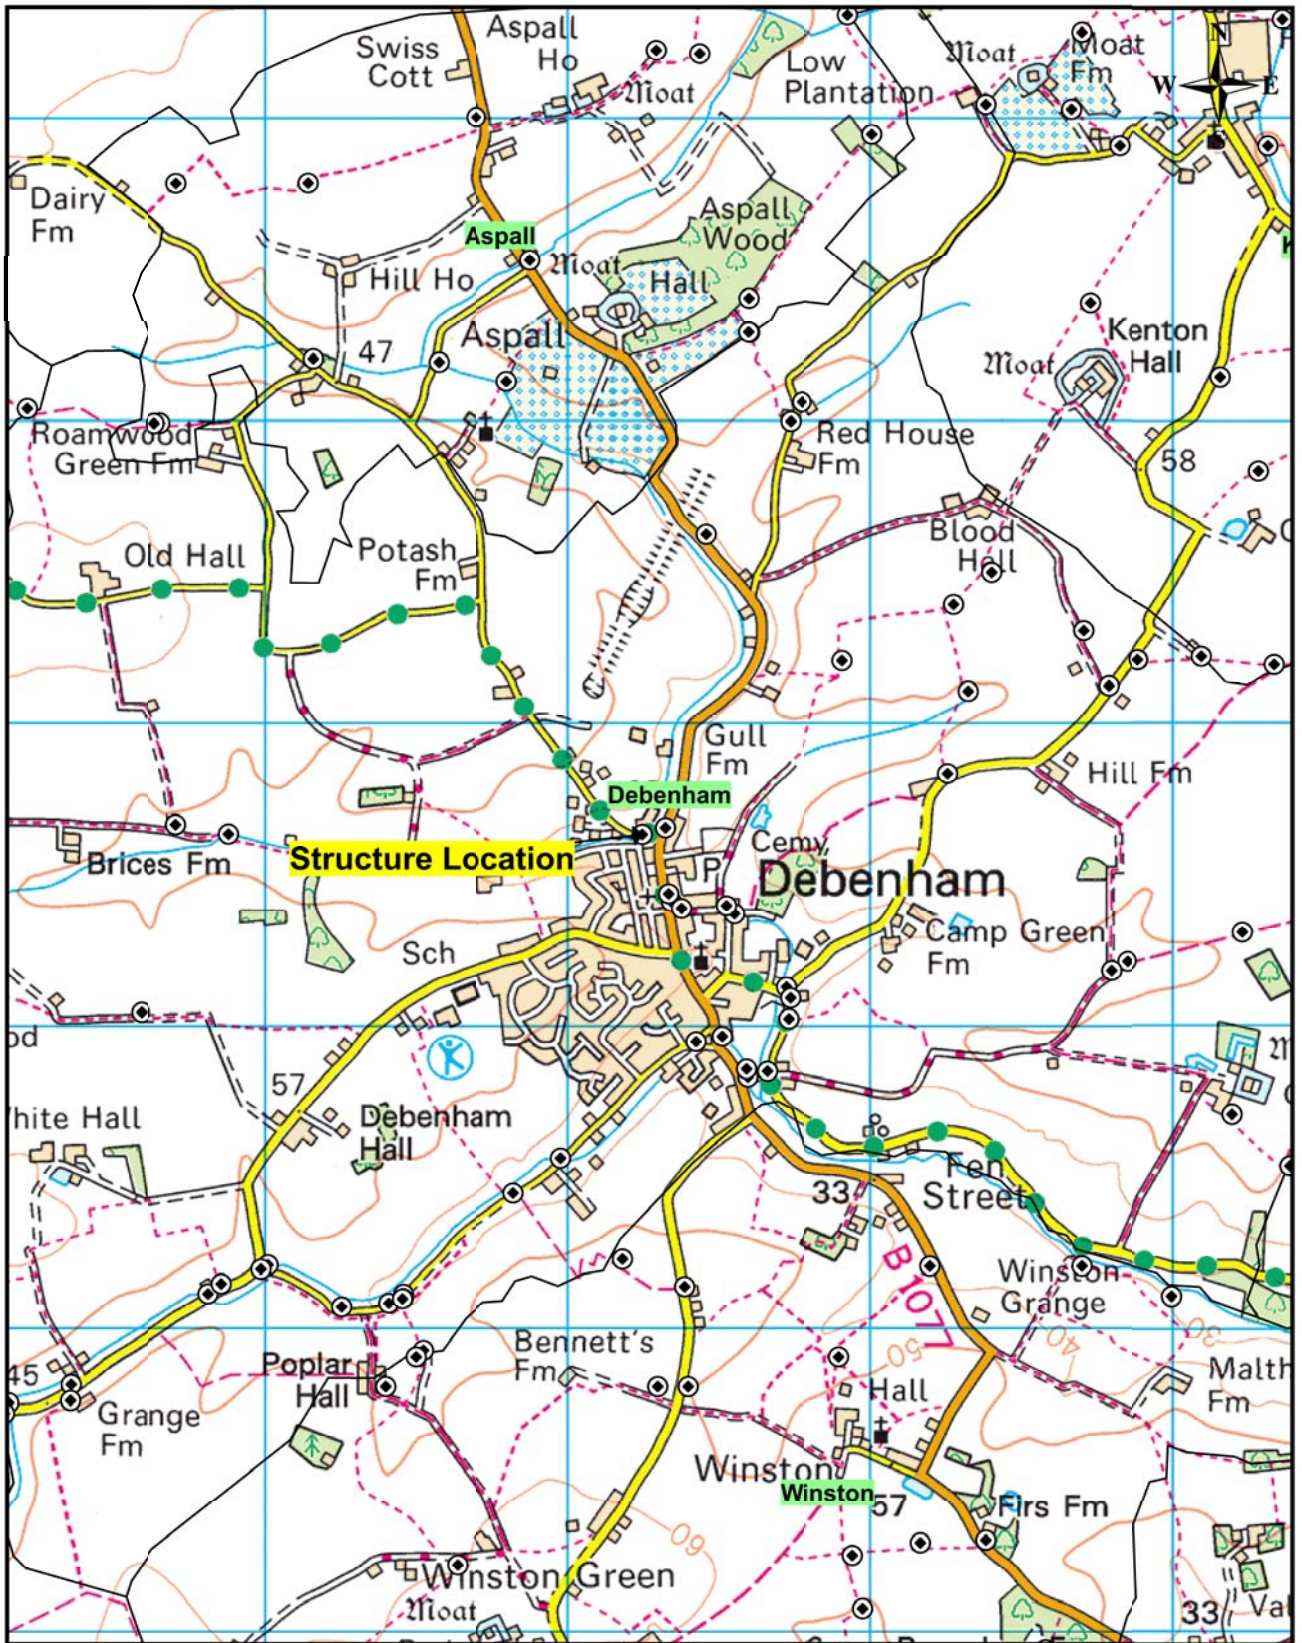 Swiss
Cott
Aspall
Ho
Moat
Low
Plantation
Moat
Moat
Fm
N
W
E
Dairy
Fm
Aspall
Wood
Aspall
Moat
Hall
Hill Ho
Aspall
47
Kenton
Hall
Moat
Roamwood
Green Fm
Red House
Fm
58
Old Hall
Potash
Fm
Blood
Hall
Gull
Fm
Hill Fm
Debenham
Brices Fm
Structure Location
Cemy
P
Debenham
Sch
Camp Green
Fm
57
Debenham
Hall
Fen
Street
33
B1077
Winston
Grange
40
30
50
Bennett's
Fm
Poplar
Hall
45
Grange
Fm
Hall
Malth
Fm
Winston
Winston
57
Firs Fm
60
Winston Green
Moat
33
Val